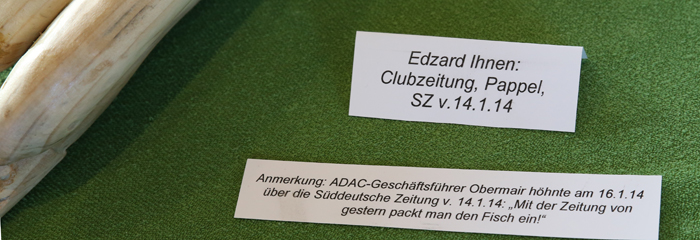 Edzard Ihnen:
Clubzeitung, Pappel,
SZ v.14.1.14
Anmerkung: ADAC-Geschäftsführer Obermair höhnte am 16.1.14
über die Süddeutsche Zeitung v. 14.1.14: „Mit der Zeitung von
gestern packt man den Fisch ein!“